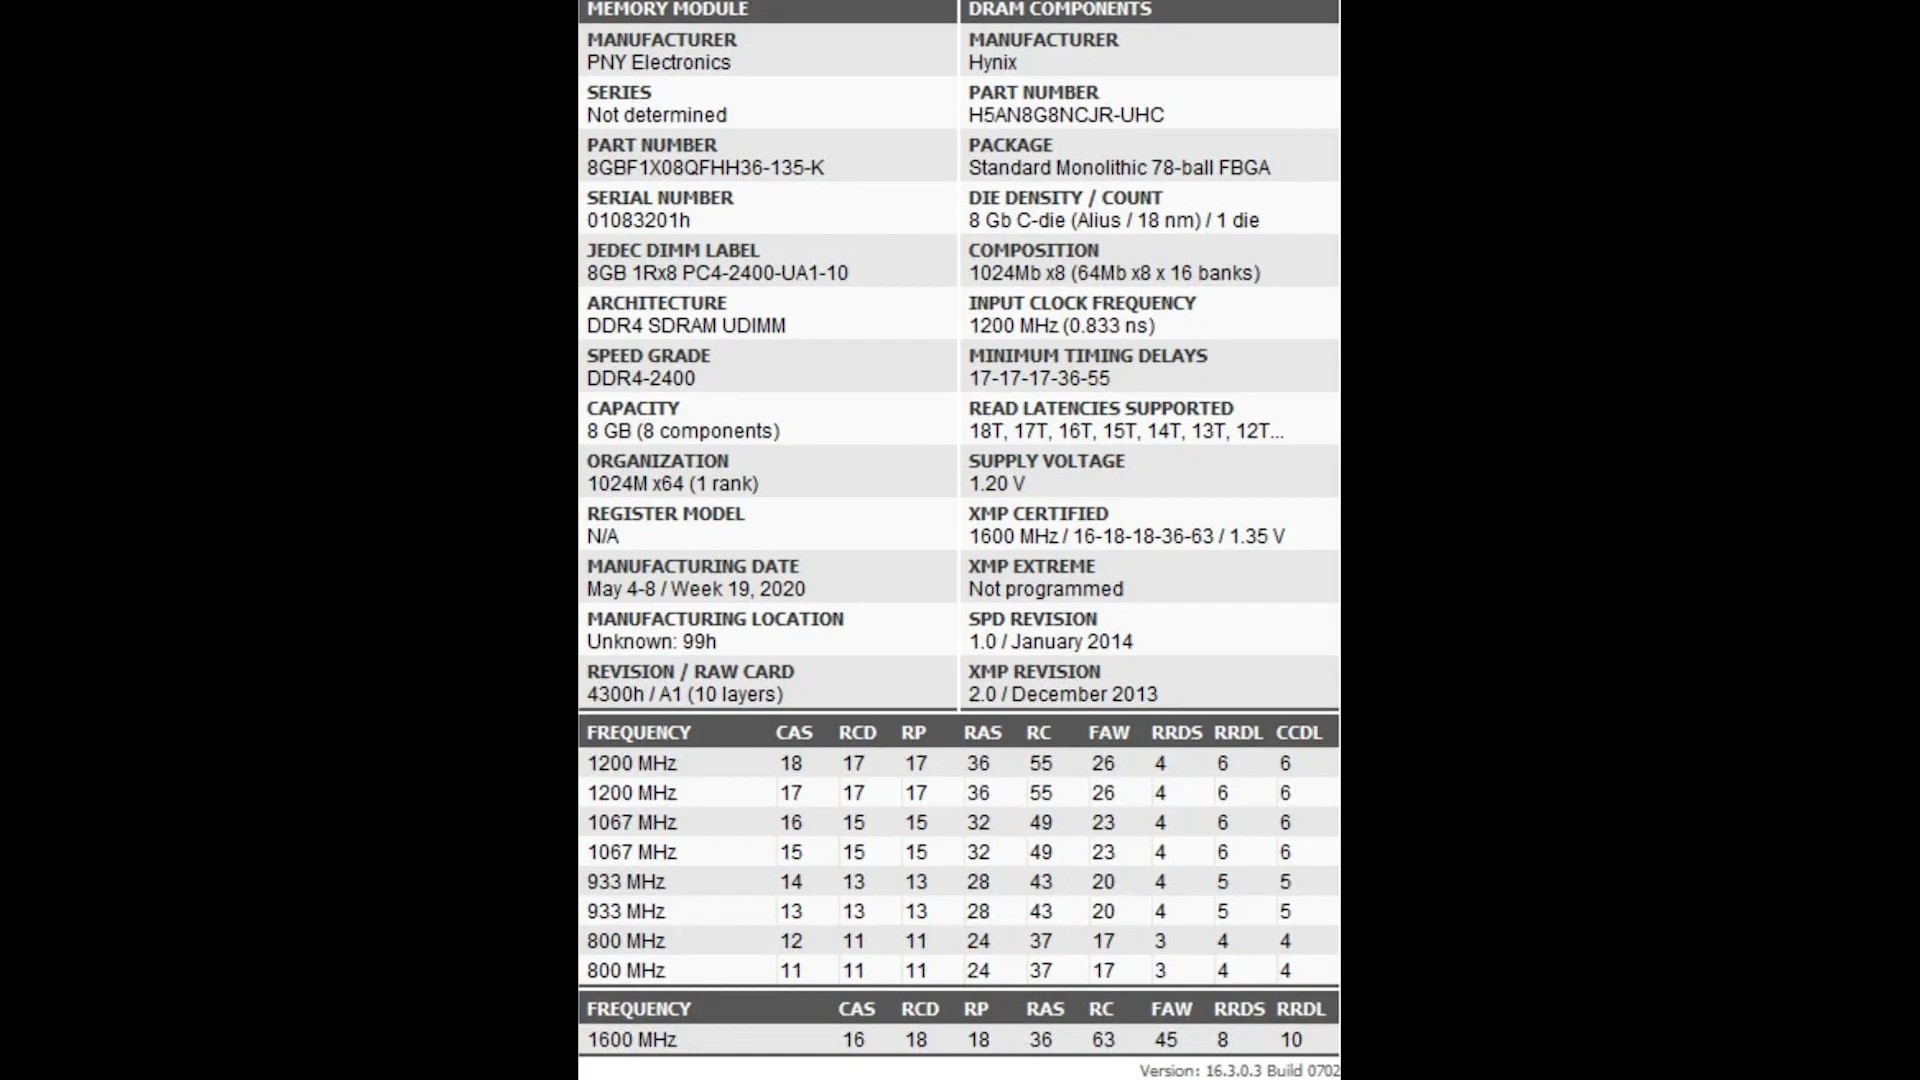 MEMORY MODULE
MANUFACTURER
PNY Electronics
SERIES
Not determined
PART NUMBER
8GBF1X08QFHH36-135-K
SERIAL NUMBER
01083201h
JEDEC DIMM LABEL
8GB 1Rx8 PC4-2400-UA1-10
ARCHITECTURE
DDR4 SDRAM UDIMM
SPEED GRADE
DDR4-2400
CAPACITY
8 GB (8 components)
ORGANIZATION
1024M x64 (1 rank)
REGISTER MODEL
N/A
MANUFACTURING DATE
May 4-8 / Week 19, 2020
MANUFACTURING LOCATION
Unknown: 99h
REVISION / RAW CARD
4300h / A1 (10 layers)
DRAM COMPONENTS
MANUFACTURER
Hynix
PART NUMBER
H5AN8G8NCJR-UHC
PACKAGE
Standard Monolithic 78-ball FBGA
DIE DENSITY / COUNT
8 Gb C-die (Alius / 18 nm) / 1 die
COMPOSITION
1024Mb x8 (64Mb x8 x 16 banks)
INPUT CLOCK FREQUENCY
1200 MHz (0.833 ns)
MINIMUM TIMING DELAYS
17-17-17-36-55
READ LATENCIES SUPPORTED
18T, 17T, 16T, 15T, 14T, 13T, 12T...
SUPPLY VOLTAGE
1.20 V
XMP CERTIFIED
1600 MHz / 16-18-18-36-63 / 1.35 V
XMP EXTREME
Not programmed
SPD REVISION
1.0 / January 2014
XMP REVISION
2.0 / December 2013
FREQUENCY CAS RCD RP RAS RC FAW RRDS RRDL CCDL
1200 MHz 18 17 17 36 55 26 4 6 6
1200 MHz 17 17 17 36 55 26 4 6 6
1067 MHz 16 15 15 32 49 23 4 6 6
1067 MHz 15 15 15 32 49 23 4 6 6
933 MHz 14 13 13 28 43 20 4 5 5
933 MHz 13 13 13 28 43 20 4 5 5
800 MHz 12 11 11 24 37 17 3 4 4
800 MHz 11 11 11 24 37 17 3 4 4
FREQUENCY CAS RCD RP RAS RC FAW RRDS RRDL
1600 MHz 16 18 18 36 63 45 8 10
Version: 16.3.0.3 Build 0702